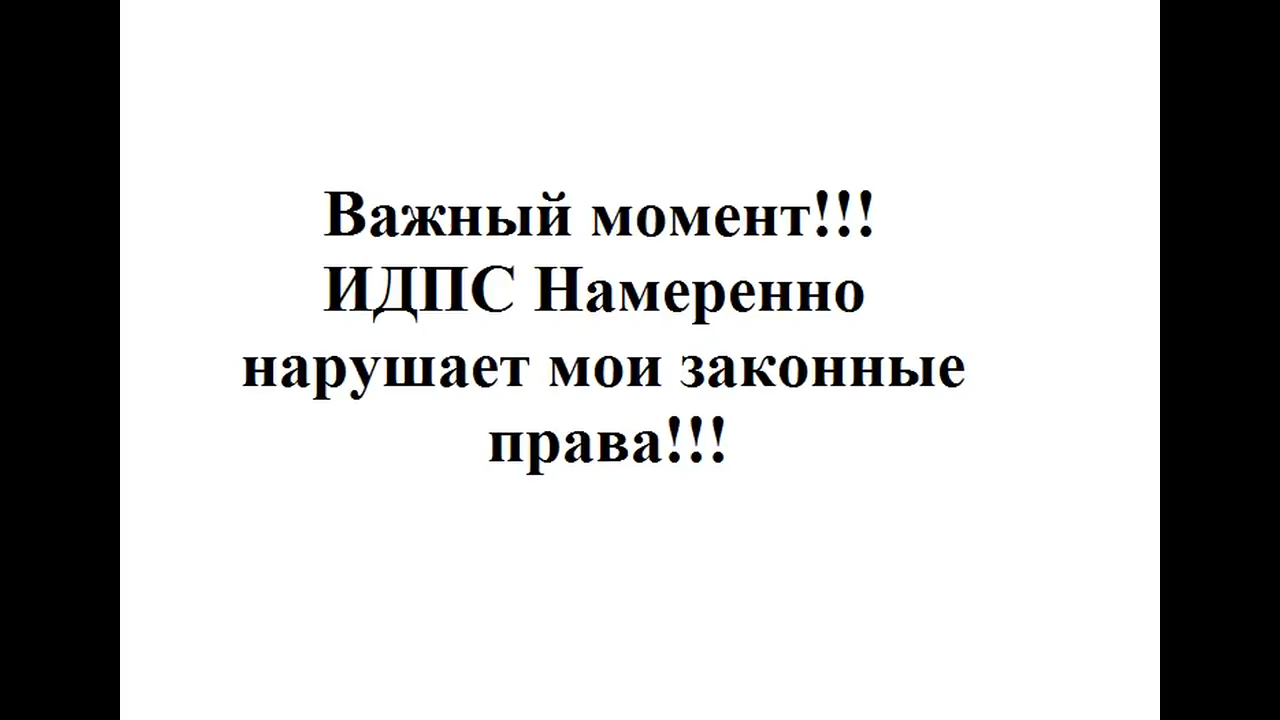 Важный момент!!!
ИДПС Намеренно
нарушает мои законные
права!!!